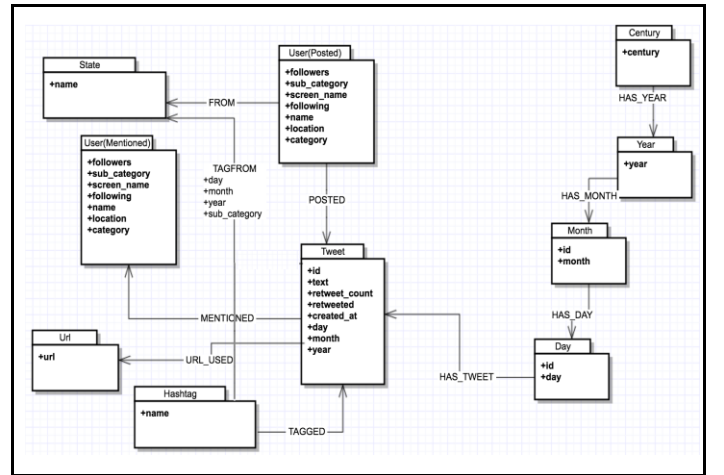 State
+name
User(Posted)
+followers
+sub_category
+screen_name
+following
+name
+location
+category
Century
+century
FROM
HAS_YEAR
User(Mentioned)
+followers
+sub_category
+screen_name
+following
+name
+location
+category
TAGFROM
+day
+month
+year
+sub_category
POSTED
Year
+year
HAS_MONTH
Month
+id
+month
Tweet
+id
+text
+retweet_count
+retweeted
+created_at
+day
+month
+year
MENTIONED
HAS_DAY
Url
+url
URL_USED
Day
+id
+day
HAS_TWEET
Hashtag
+name
TAGGED